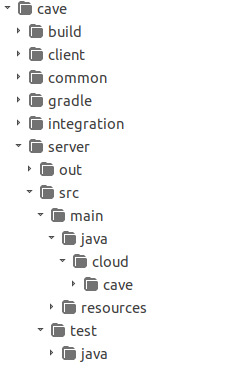 cave
build
client
common
gradle
integration
server
out
src
main
java
cloud
cave
resources
test
java